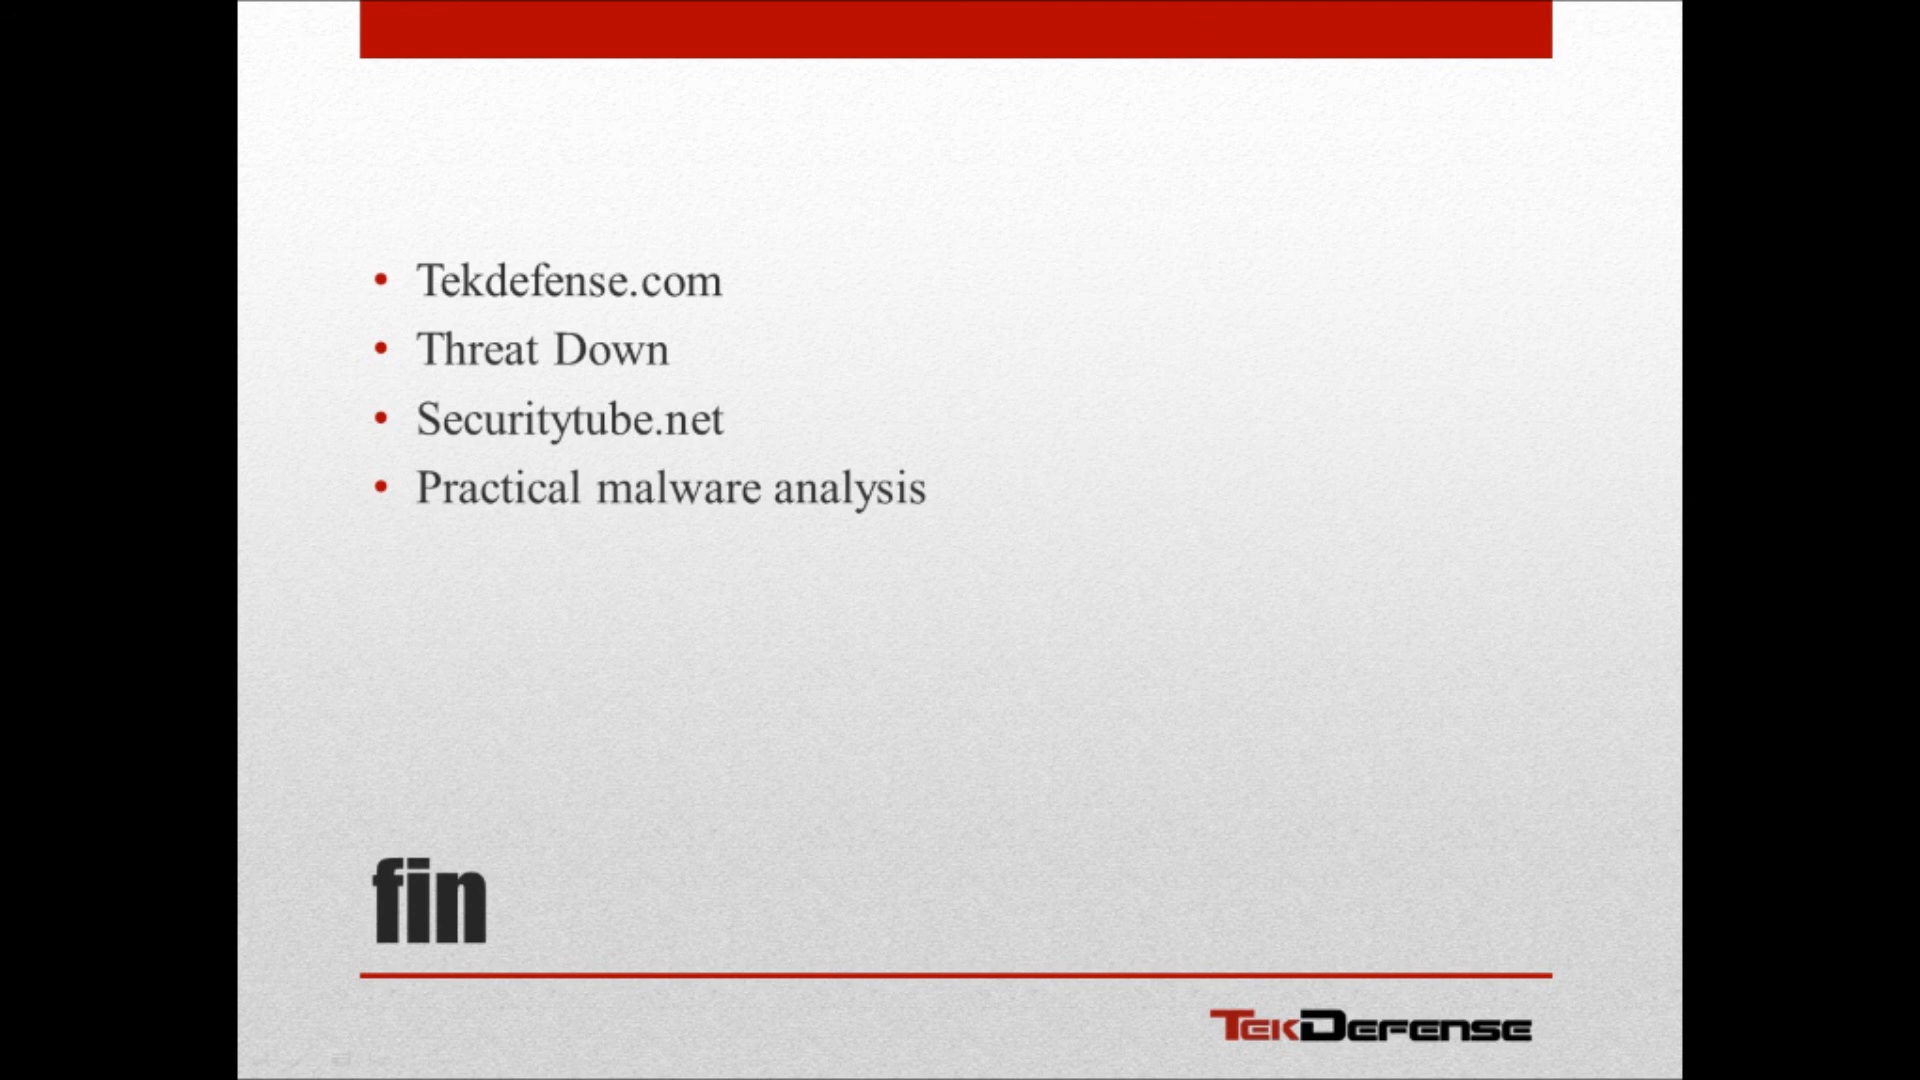 • Tekdefense.com
• Threat Down
• Securitytube.net
• Practical malware analysis
fin
TekDefense